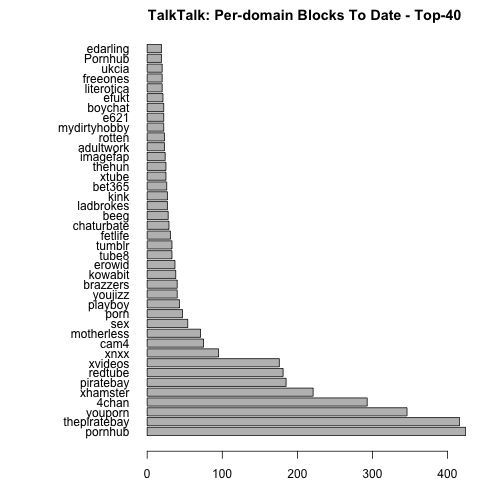 TalkTalk: Per-domain Blocks To Date - Top-40
edarling
Pornhub
ukcia
freeones
literotica
efukt
boychat
e621
mydirtyhobby
rotten
adultwork
imagefap
thehun
xtube
bet365
kink
ladbrokes
beeg
chaturbate
fetlife
tumblr
tube8
erowid
kowabit
brazzers
youjizz
playboy
porn
sex
motherless
cam4
xnxx
xvideos
redtube
piratebay
xhamster
4chan
youporn
thepiratebay
pornhub
0 100 200 300 400